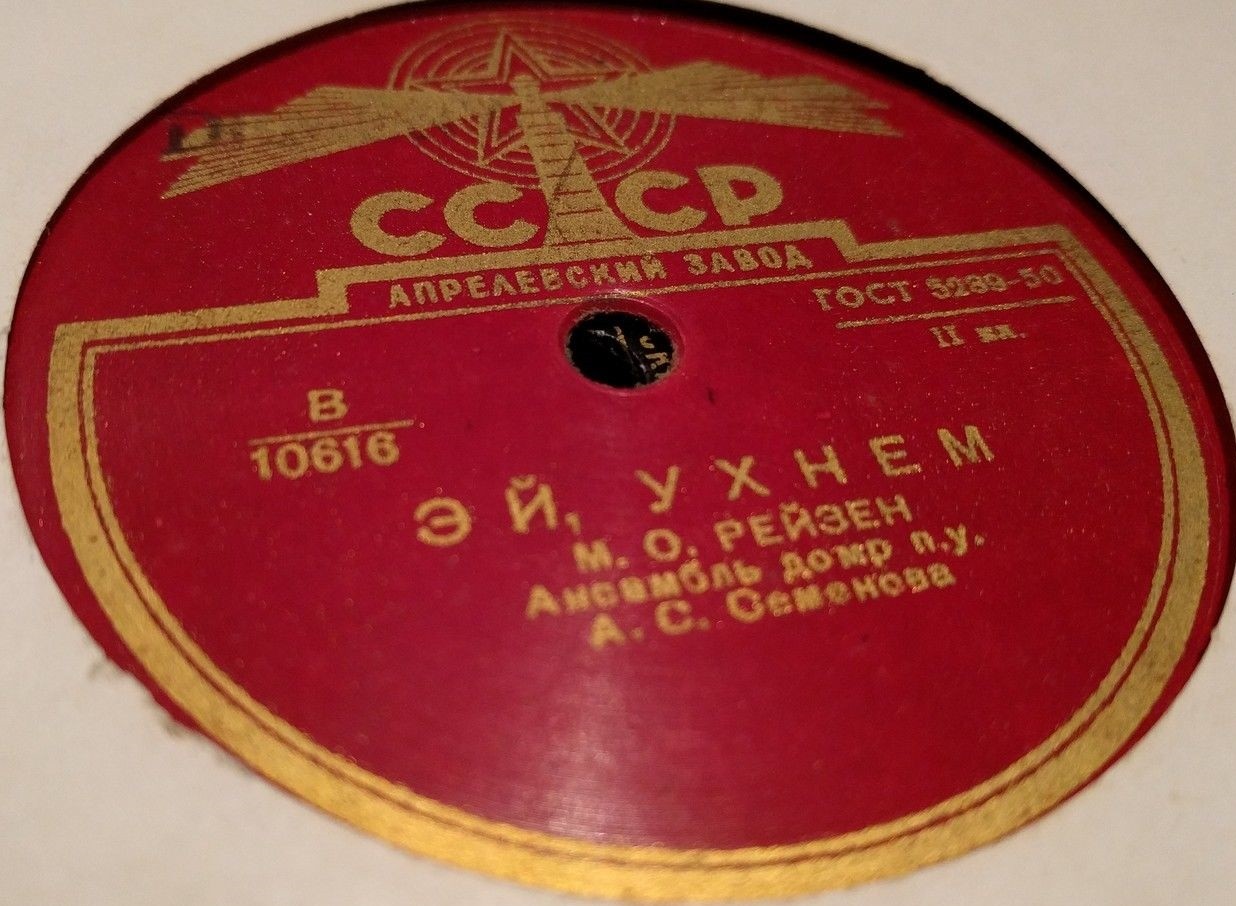 СССР
АПРЕЛЕВСКИЙ ЗАВОД
ГОСТ 5289-50
II кл.
В
10616
ЭЙ, УХНЕМ
М. О. РЕЙЗЕН
Ансамбль домр п.у.
А. С. Семенова